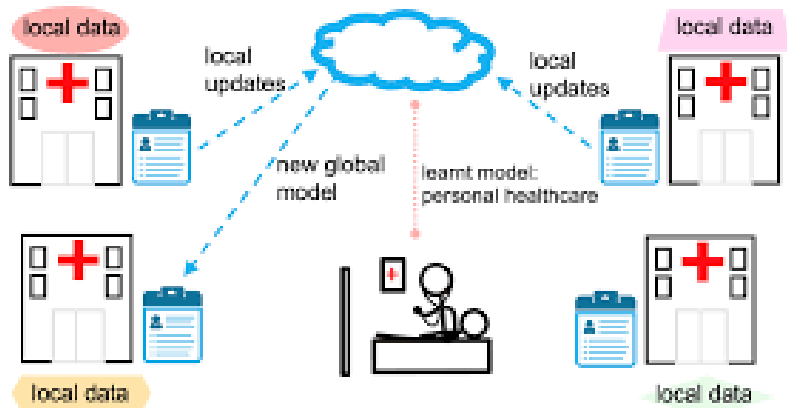 local data
local data
local
updates
local
updates
new global
model
learnt model:
personal healthcare
local data
local data